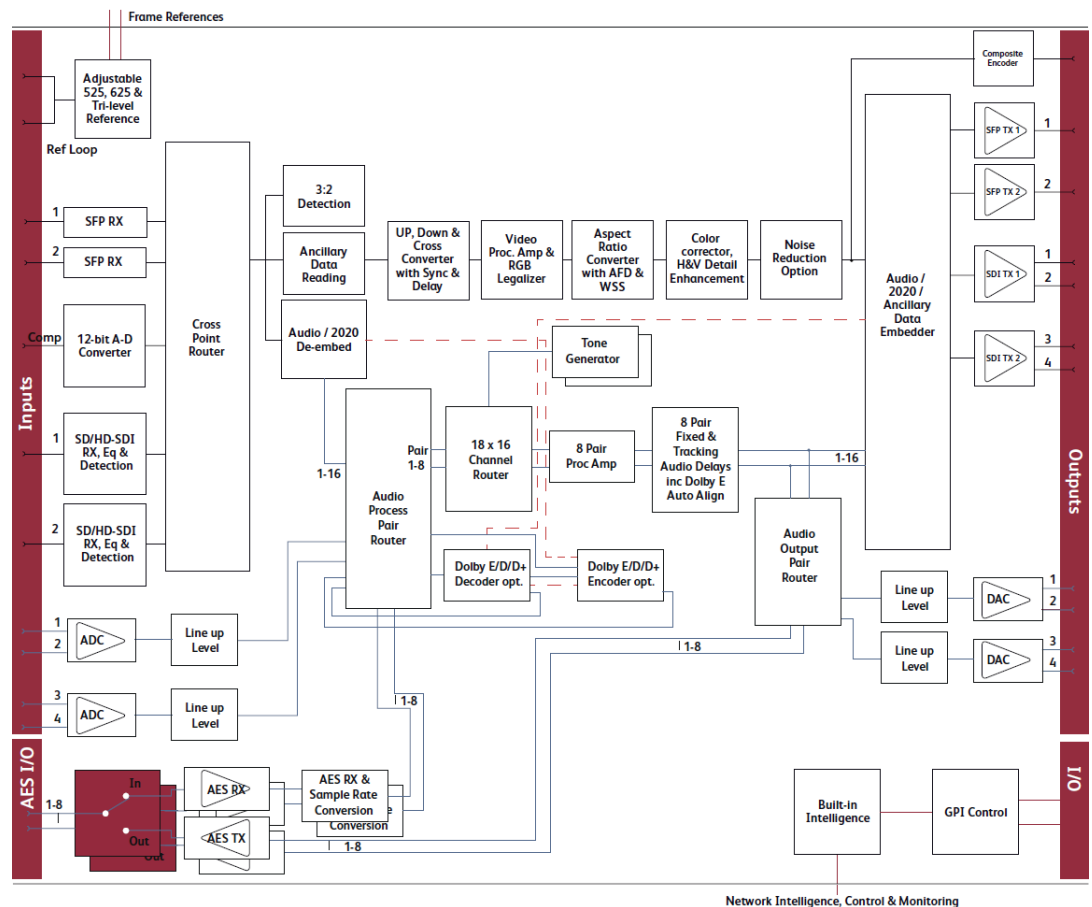 Frame References
Adjustable
525, 625 &
Tri-level
Reference
Ref Loop
Composite
Encoder
Inputs
1
SFP RX
2
SFP RX
Comp
12-bit A-D
Converter
1
SD/HD-SDI
RX, Eq &
Detection
2
SD/HD-SDI
RX, Eq &
Detection
Cross
Point
Router
3:2
Detection
Ancillary
Data
Reading
Audio / 2020
De-embed
UP, Down &
Cross
Converter
with Sync &
Delay
Video
Proc. Amp &
RGB
Legalizer
Aspect
Ratio
Converter
with AFD &
WSS
Color
corrector,
H&V Detail
Enhancement
Noise
Reduction
Option
Audio /
2020 /
Ancillary
Data
Embedder
SFP TX 1
1
SFP TX 2
2
SDI TX 1
1
2
SDI TX 2
3
4
Outputs
Tone
Generator
1-16
Audio
Process
Pair
Router
Pair
1-8
18 x 16
Channel
Router
8 Pair
Proc Amp
8 Pair
Fixed &
Tracking
Audio Delays
inc Dolby E
Auto Align
1-16
Audio
Output
Pair
Router
Dolby E/D/D+
Decoder opt.
Dolby E/D/D+
Encoder opt.
1
2
ADC
Line up
Level
3
4
ADC
Line up
Level
Line up
Level
DAC
1
2
Line up
Level
DAC
3
4
1-8
1-8
AES I/O
1-8
In
Out
Out
AES RX
AES TX
AES RX &
Sample Rate
Conversion
e
Conversion
1-8
Built-in
Intelligence
GPI Control
I/O
Network Intelligence, Control & Monitoring